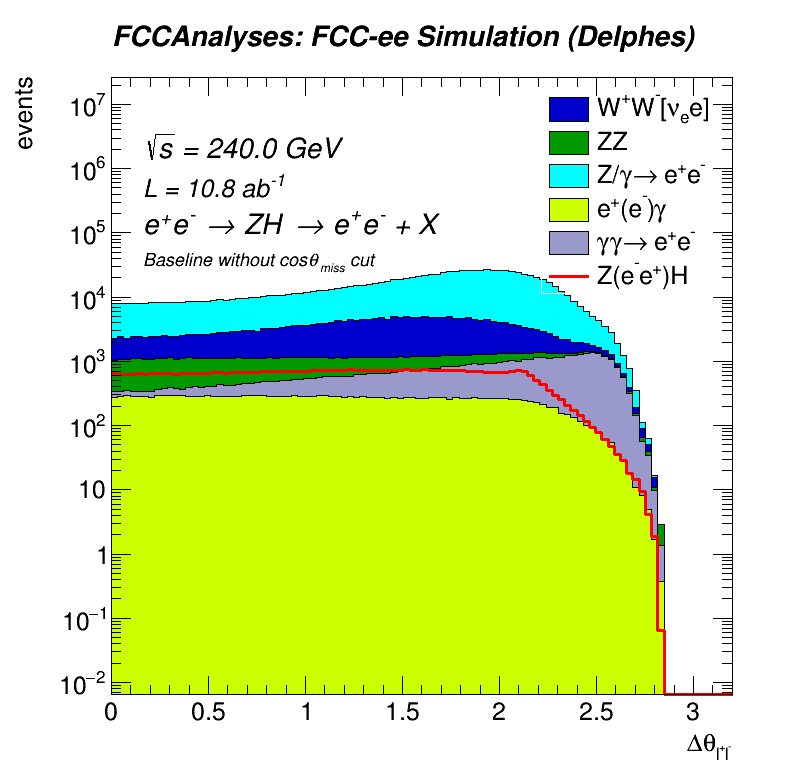 FCCAnalyses: FCC-ee Simulation (Delphes)
events
10⁷
10⁶
10⁵
10⁴
10³
10²
10
1
10⁻¹
10⁻²
√s = 240.0 GeV
L = 10.8 ab⁻¹
e⁺e⁻ → ZH → e⁺e⁻ + X
Baseline without cosθ_miss cut
W⁺W⁻[ν_e e]
ZZ
Z/γ→ e⁺e⁻
e⁺(e⁻)γ
γγ→ e⁺e⁻
Z(e⁻e⁺)H
0 0.5 1 1.5 2 2.5 3
Δθ_l⁺l⁻